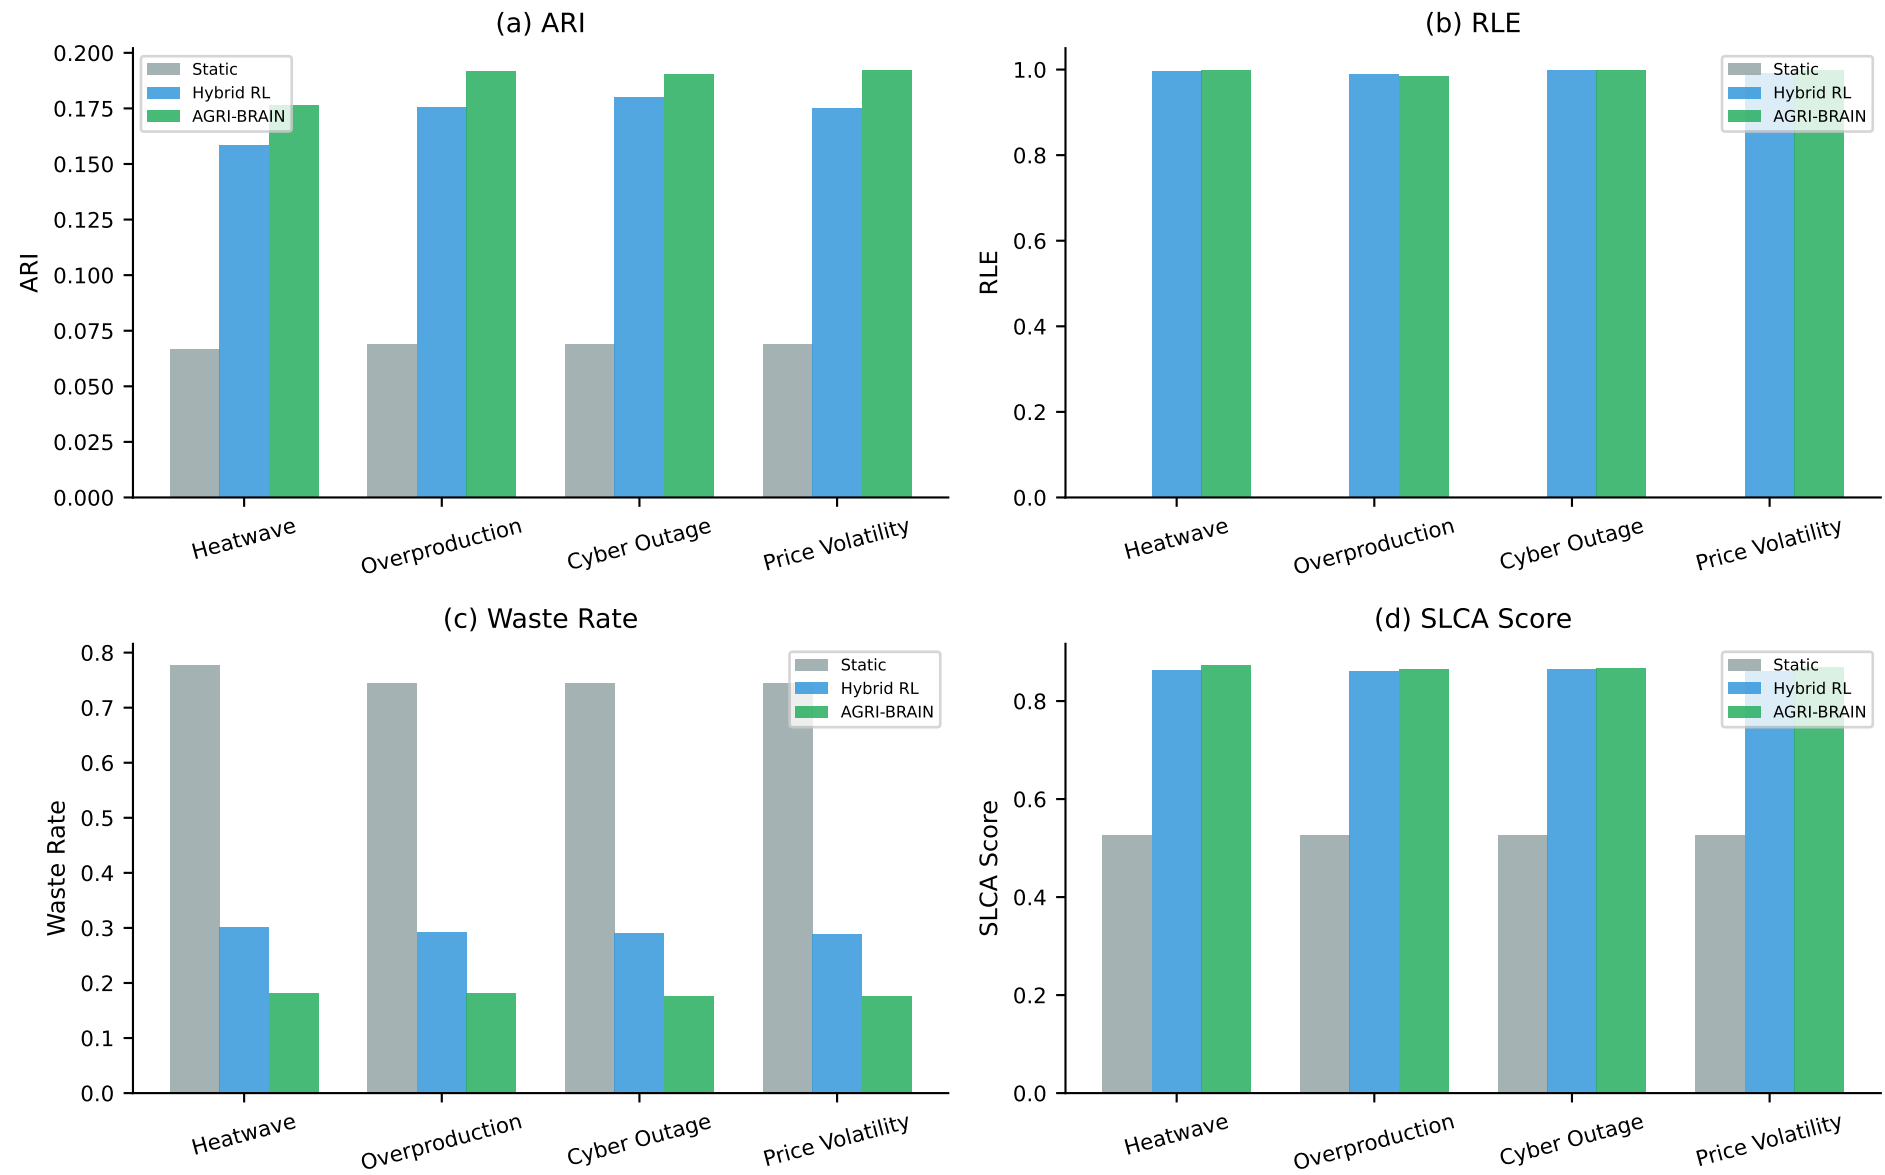 (a) ARI
ARI
0.200
0.175
0.150
0.125
0.100
0.075
0.050
0.025
0.000
Static
Hybrid RL
AGRI-BRAIN
Heatwave
Overproduction
Cyber Outage
Price Volatility
(b) RLE
RLE
1.0
0.8
0.6
0.4
0.2
0.0
Static
Hybrid RL
AGRI-BRAIN
Heatwave
Overproduction
Cyber Outage
Price Volatility
(c) Waste Rate
Waste Rate
0.8
0.7
0.6
0.5
0.4
0.3
0.2
0.1
0.0
Static
Hybrid RL
AGRI-BRAIN
Heatwave
Overproduction
Cyber Outage
Price Volatility
(d) SLCA Score
SLCA Score
0.8
0.6
0.4
0.2
0.0
Static
Hybrid RL
AGRI-BRAIN
Heatwave
Overproduction
Cyber Outage
Price Volatility